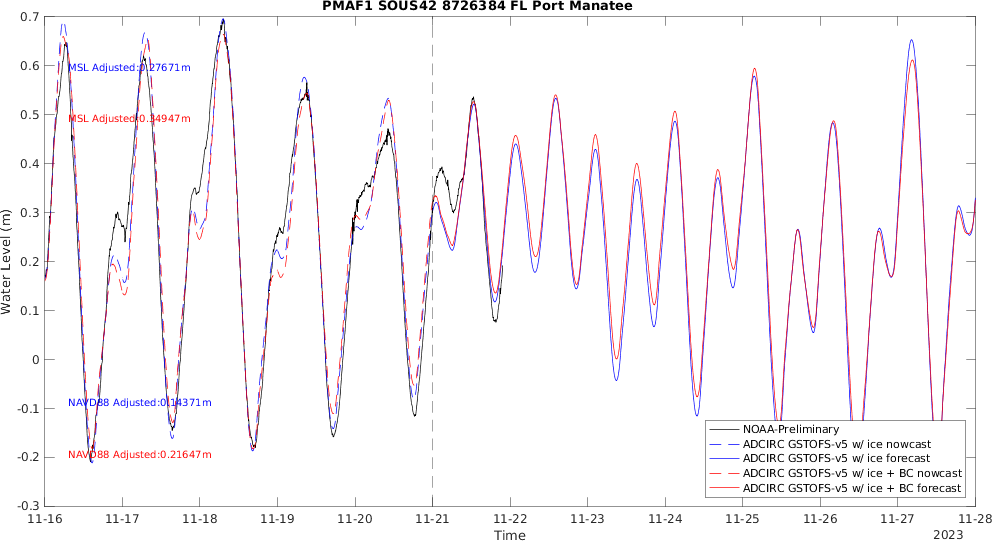 PMAF1 SOUS42 8726384 FL Port Manatee
0.7
0.6
0.5
0.4
0.3
0.2
0.1
0
-0.1
-0.2
-0.3
Water Level (m)
MSL Adjusted:0.27671m
MSL Adjusted:0.34947m
NAVD88 Adjusted:0.14371m
NAVD88 Adjusted:0.21647m
NOAA-Preliminary
ADCIRC GSTOFS-v5 w/ ice nowcast
ADCIRC GSTOFS-v5 w/ ice forecast
ADCIRC GSTOFS-v5 w/ ice + BC nowcast
ADCIRC GSTOFS-v5 w/ ice + BC forecast
11-16 11-17 11-18 11-19 11-20 11-21 11-22 11-23 11-24 11-25 11-26 11-27 11-28
Time
2023